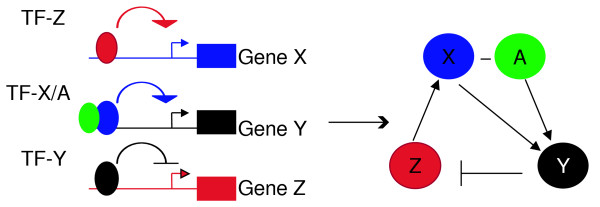 TF-Z
Gene X
TF-X/A
Gene Y
TF-Y
Gene Z
X – A
Z
Y